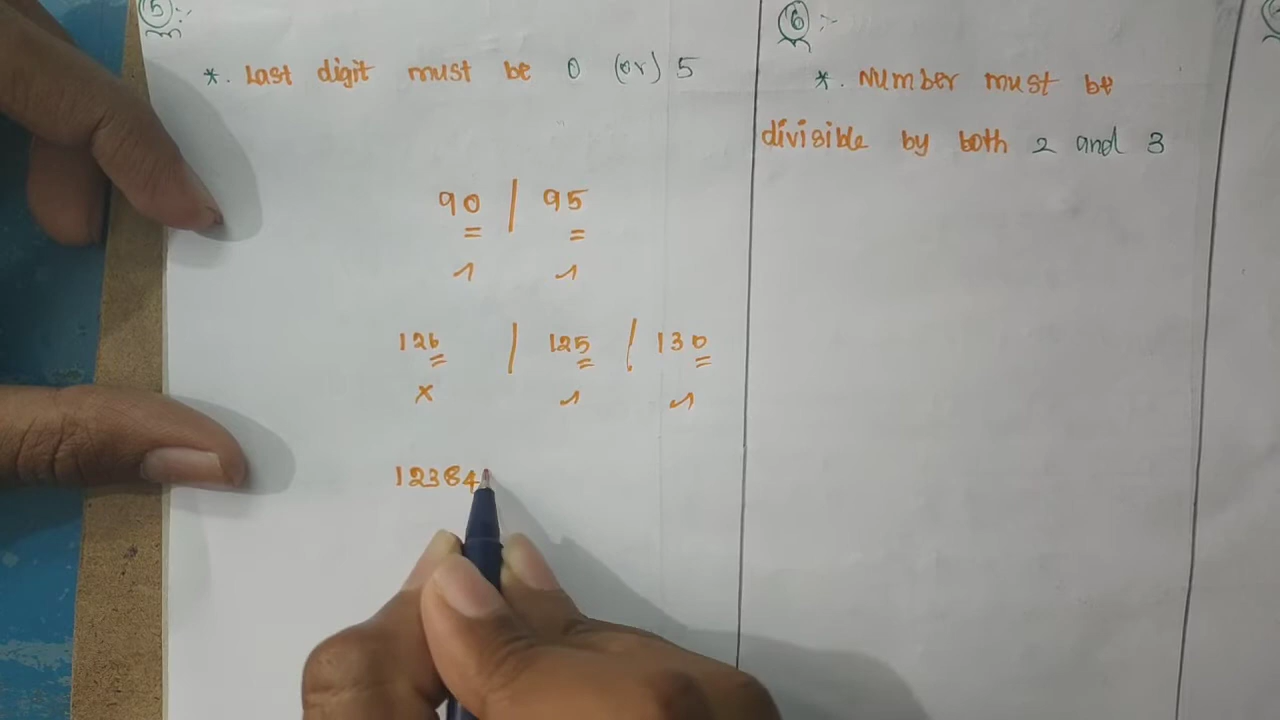 5 :-
*. Last digit must be 0 (or) 5
90 | 95
126 | 125 | 130
x
12384
6 :-
*. Number must be
divisible by both 2 and 3